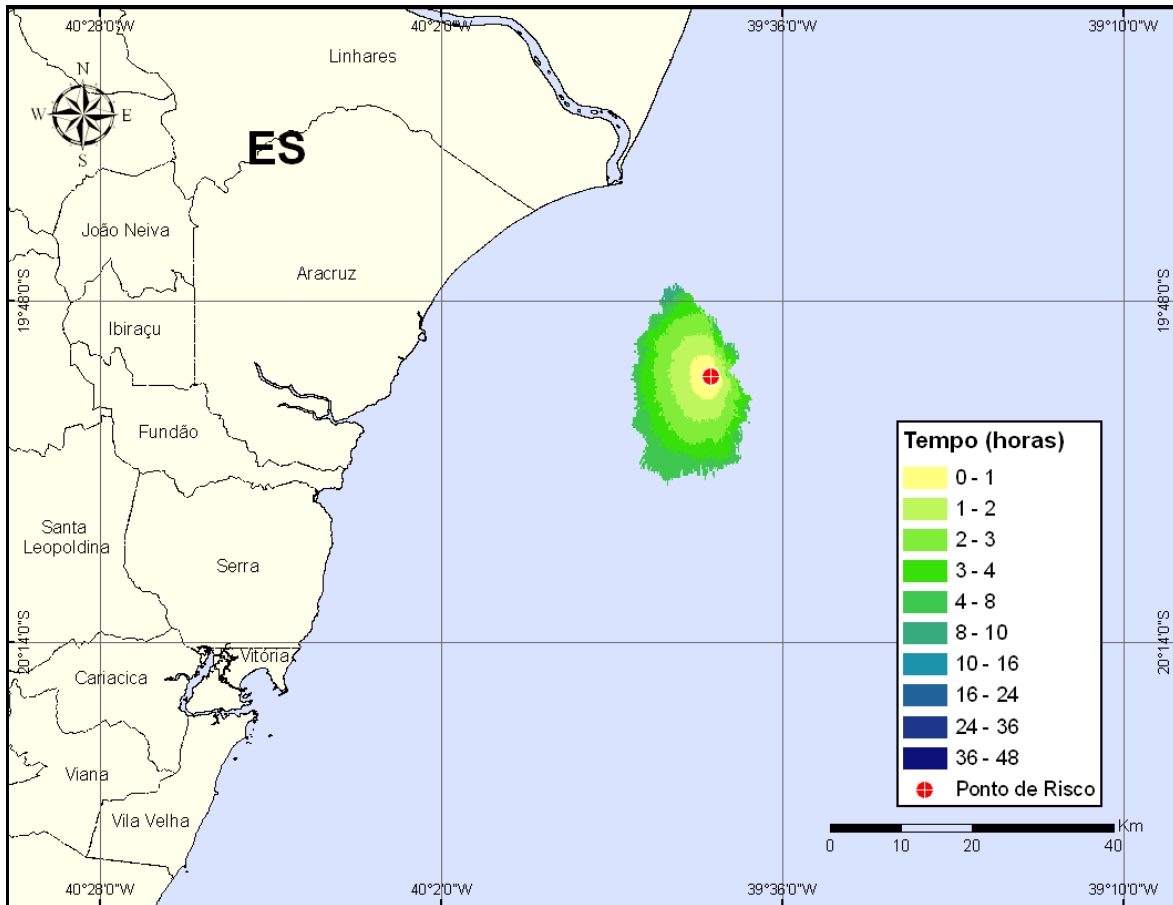 40°28'0"W
40°2'0"W
39°36'0"W
39°10'0"W
Linhares
N
W
E
S
ES
João Neiva
Aracruz
19°48'0"S
19°48'0"S
Ibiraçu
Fundão
Santa
Leopoldina
Serra
20°14'0"S
20°14'0"S
Vitória
Cariacica
Viana
Vila Velha
Tempo (horas)
0 - 1
1 - 2
2 - 3
3 - 4
4 - 8
8 - 10
10 - 16
16 - 24
24 - 36
36 - 48
Ponto de Risco
Km
0
10
20
40
40°28'0"W
40°2'0"W
39°36'0"W
39°10'0"W